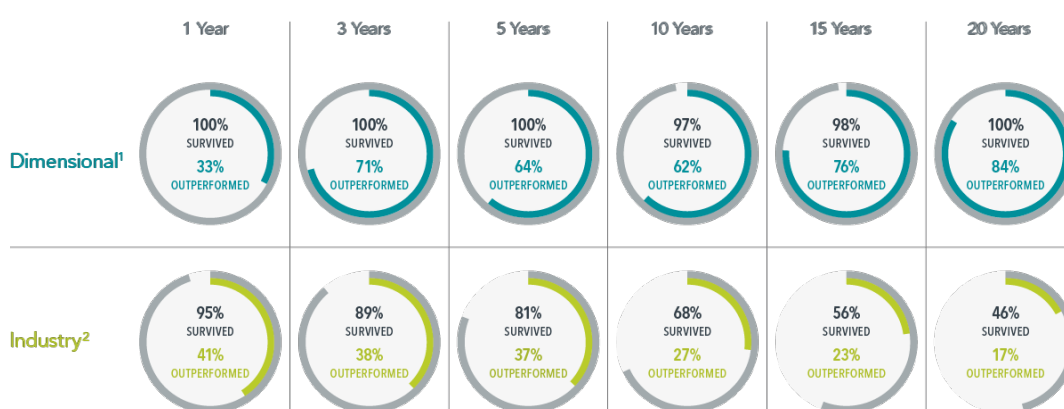 1 Year 3 Years 5 Years 10 Years 15 Years 20 Years
Dimensional¹
100%
SURVIVED
33%
OUTPERFORMED
100%
SURVIVED
71%
OUTPERFORMED
100%
SURVIVED
64%
OUTPERFORMED
97%
SURVIVED
62%
OUTPERFORMED
98%
SURVIVED
76%
OUTPERFORMED
100%
SURVIVED
84%
OUTPERFORMED
Industry²
95%
SURVIVED
41%
OUTPERFORMED
89%
SURVIVED
38%
OUTPERFORMED
81%
SURVIVED
37%
OUTPERFORMED
68%
SURVIVED
27%
OUTPERFORMED
56%
SURVIVED
23%
OUTPERFORMED
46%
SURVIVED
17%
OUTPERFORMED